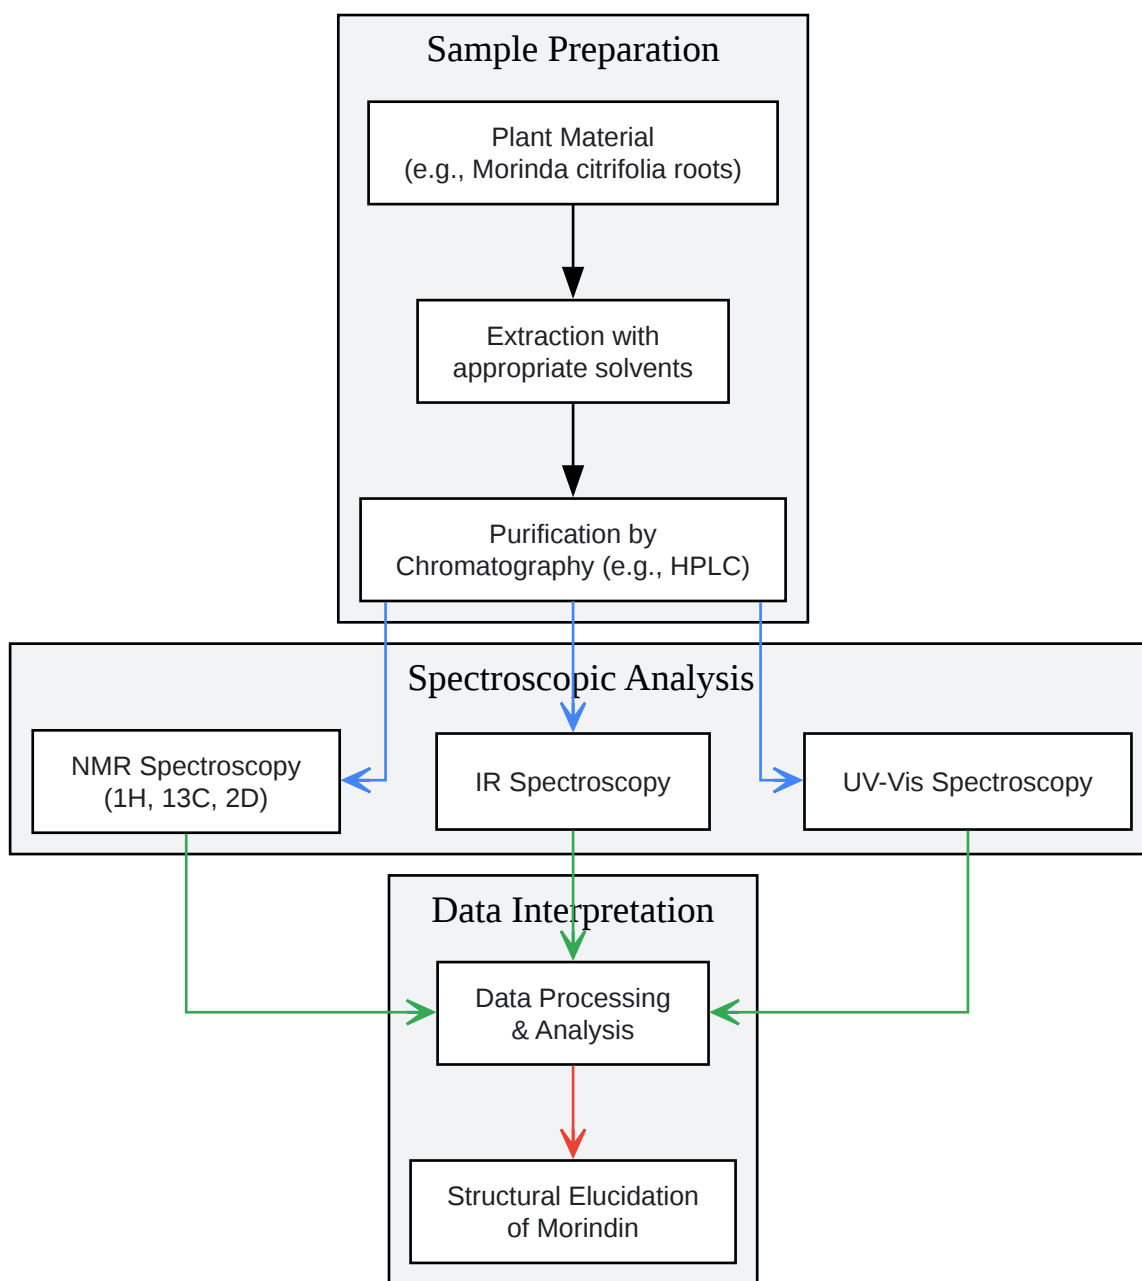 Sample Preparation
Plant Material
(e.g., Morinda citrifolia roots)
Extraction with
appropriate solvents
Purification by
Chromatography (e.g., HPLC)
Spectroscopic Analysis
NMR Spectroscopy
(1H, 13C, 2D)
IR Spectroscopy
UV-Vis Spectroscopy
Data Interpretation
Data Processing
& Analysis
Structural Elucidation
of Morindin